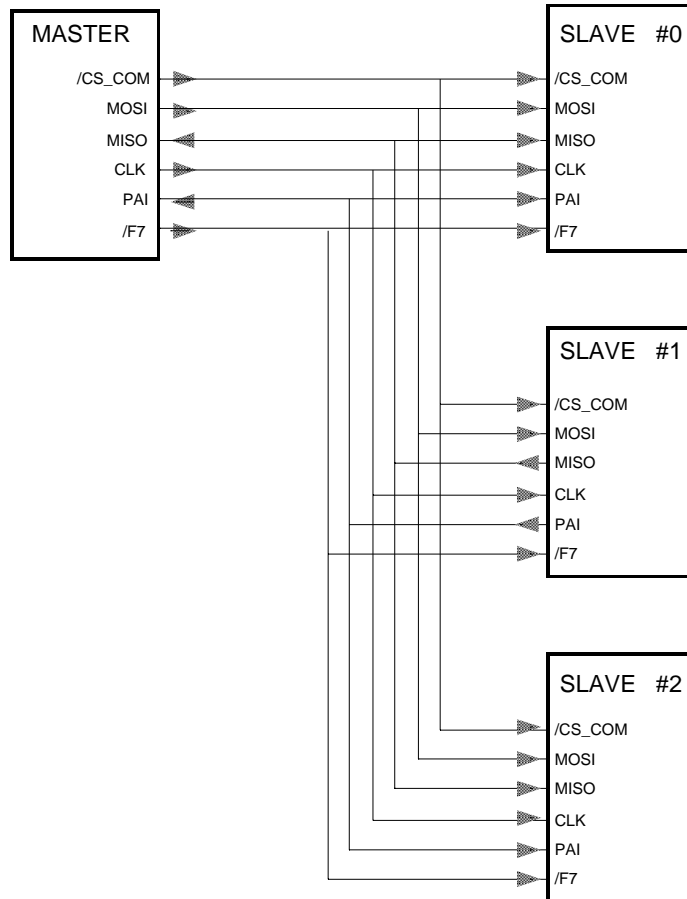 MASTER
/CS_COM
MOSI
MISO
CLK
PAI
/F7
SLAVE #0
/CS_COM
MOSI
MISO
CLK
PAI
/F7
SLAVE #1
/CS_COM
MOSI
MISO
CLK
PAI
/F7
SLAVE #2
/CS_COM
MOSI
MISO
CLK
PAI
/F7